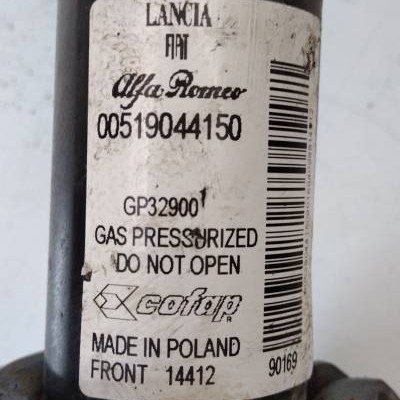 LANCIA
FIAT
Alfa Romeo
00519044150
GP32900
GAS PRESSURIZED
DO NOT OPEN
cofap
R
MADE IN POLAND
FRONT 14412
90169